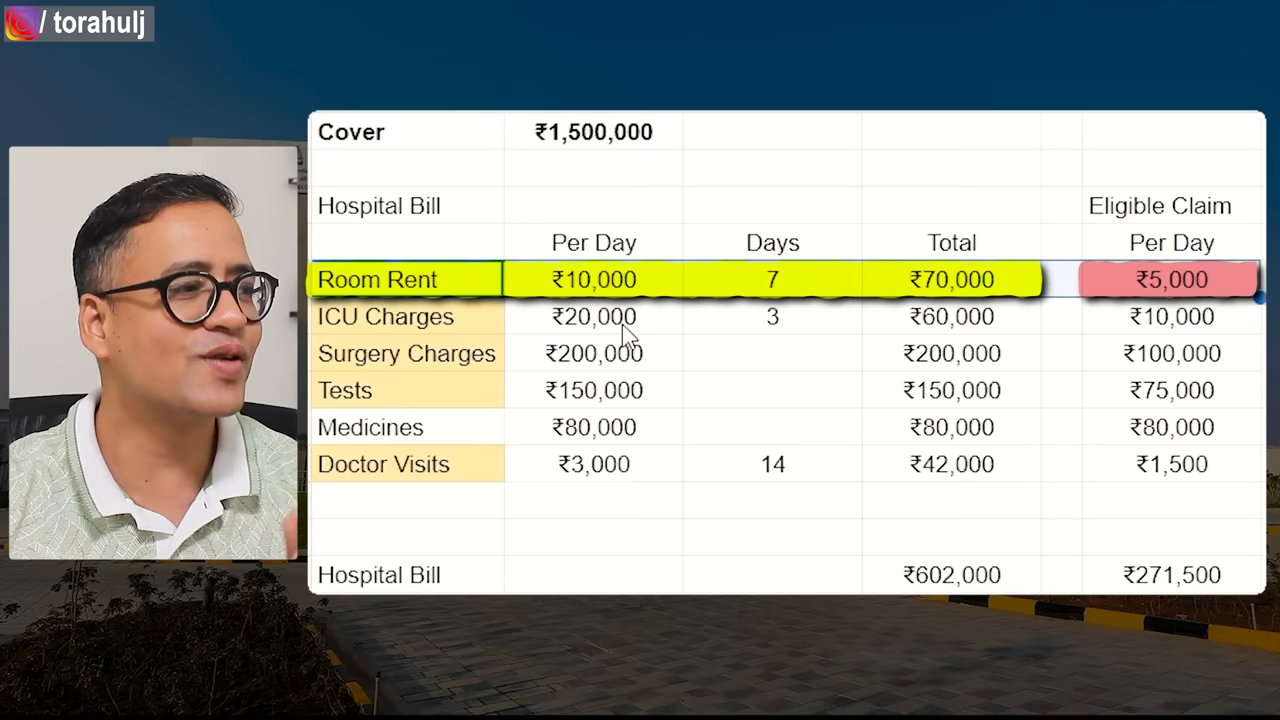 / torahulj
Cover ₹1,500,000
Hospital Bill Eligible Claim
Per Day Days Total Per Day
Room Rent ₹10,000 7 ₹70,000 ₹5,000
ICU Charges ₹20,000 3 ₹60,000 ₹10,000
Surgery Charges ₹200,000 ₹200,000 ₹100,000
Tests ₹150,000 ₹150,000 ₹75,000
Medicines ₹80,000 ₹80,000 ₹80,000
Doctor Visits ₹3,000 14 ₹42,000 ₹1,500
Hospital Bill ₹602,000 ₹271,500